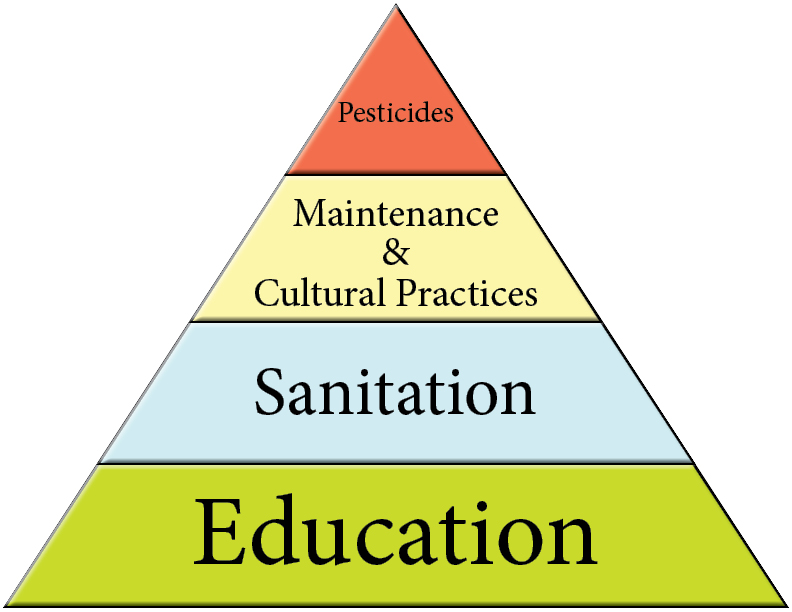 Pesticides
Maintenance
&
Cultural Practices
Sanitation
Education